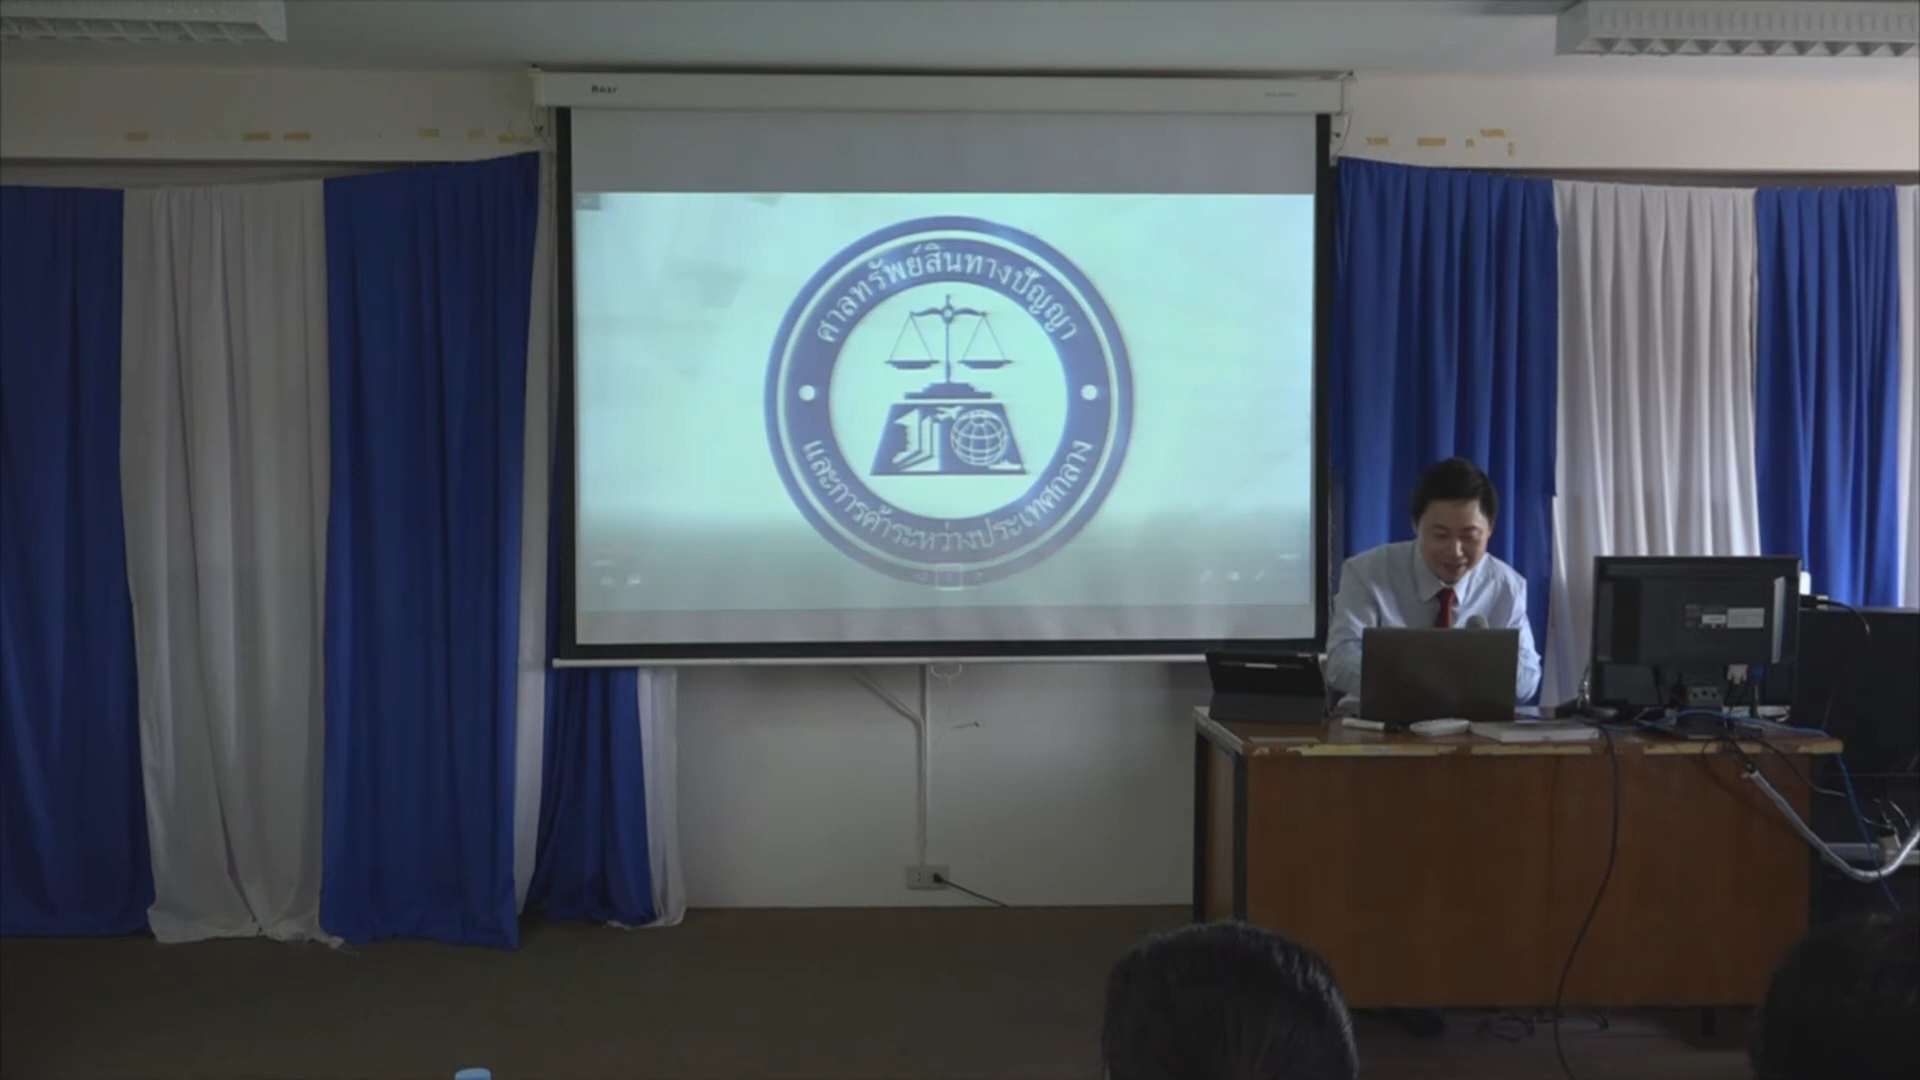 ศาลทรัพย์สินทางปัญญา
และการค้าระหว่างประเทศกลาง